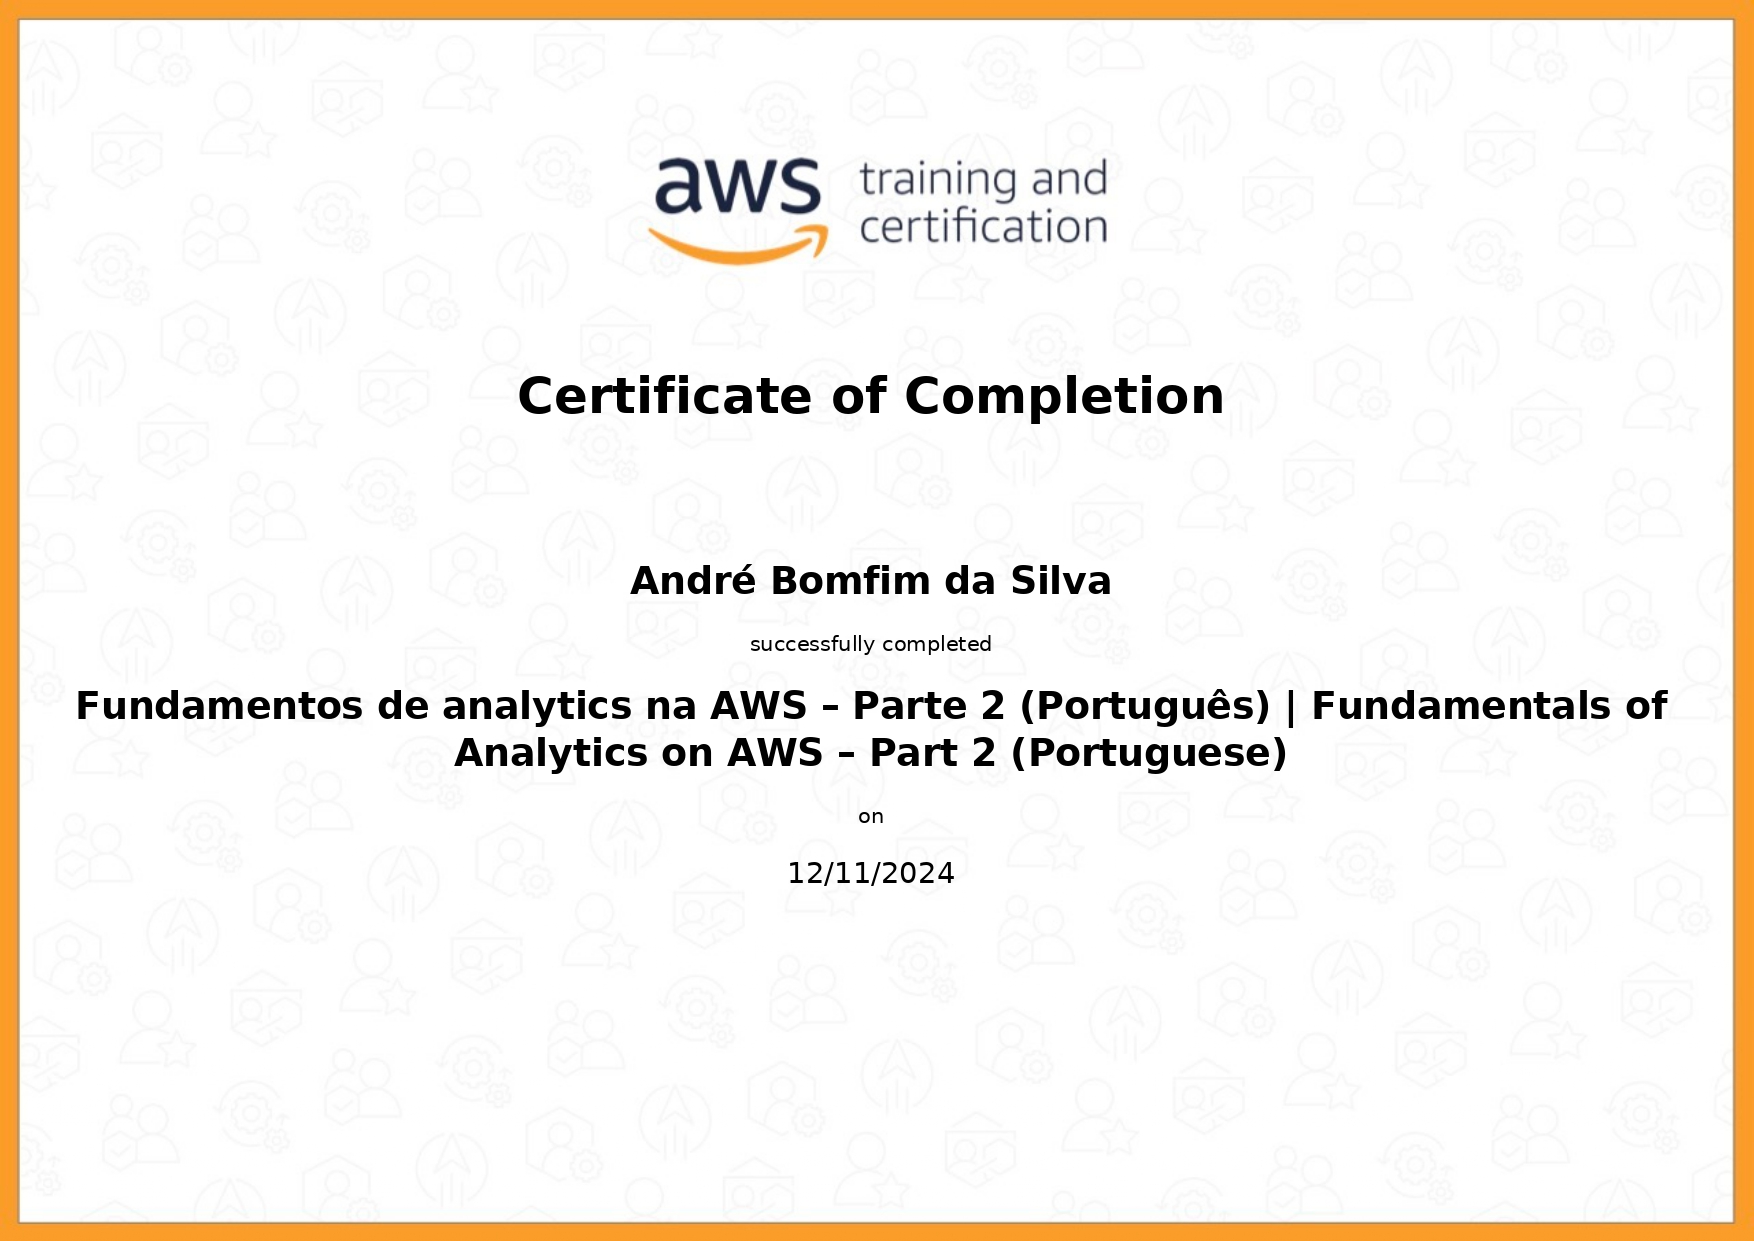 aws training and
certification
Certificate of Completion
André Bomfim da Silva
successfully completed
Fundamentos de analytics na AWS – Parte 2 (Português) | Fundamentals of
Analytics on AWS – Part 2 (Portuguese)
on
12/11/2024